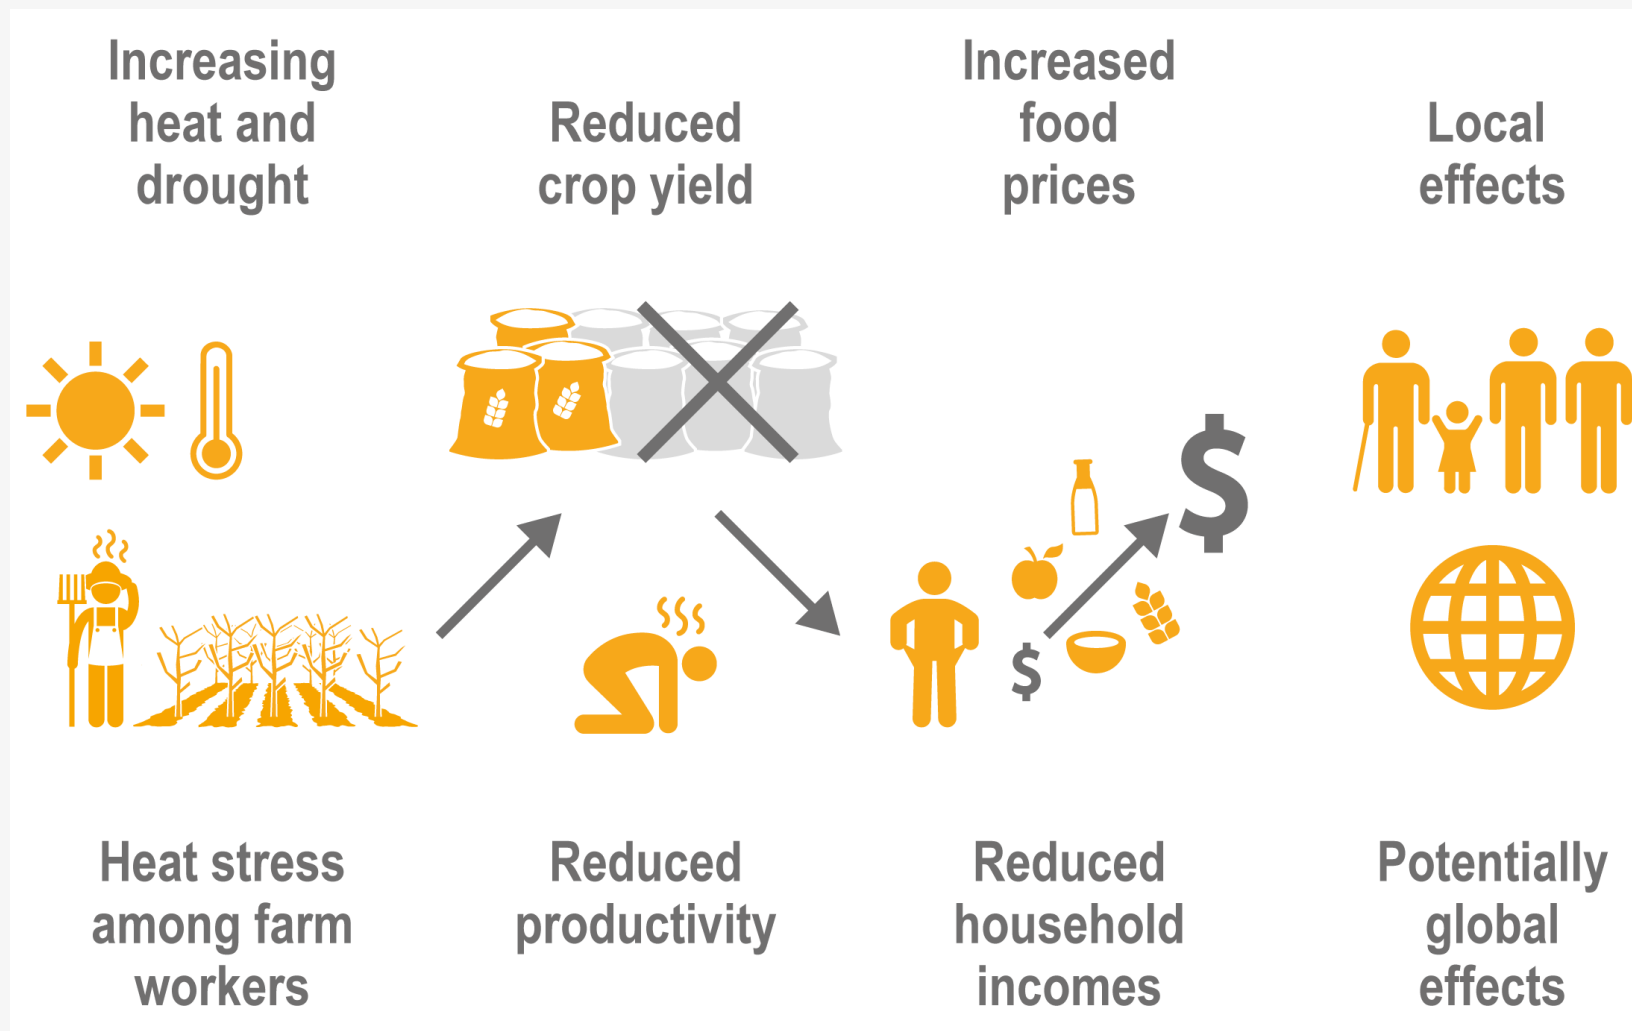 Increasing
heat and
drought
Reduced
crop yield
Increased
food
prices
Local
effects
$
$
Heat stress
among farm
workers
Reduced
productivity
Reduced
household
incomes
Potentially
global
effects